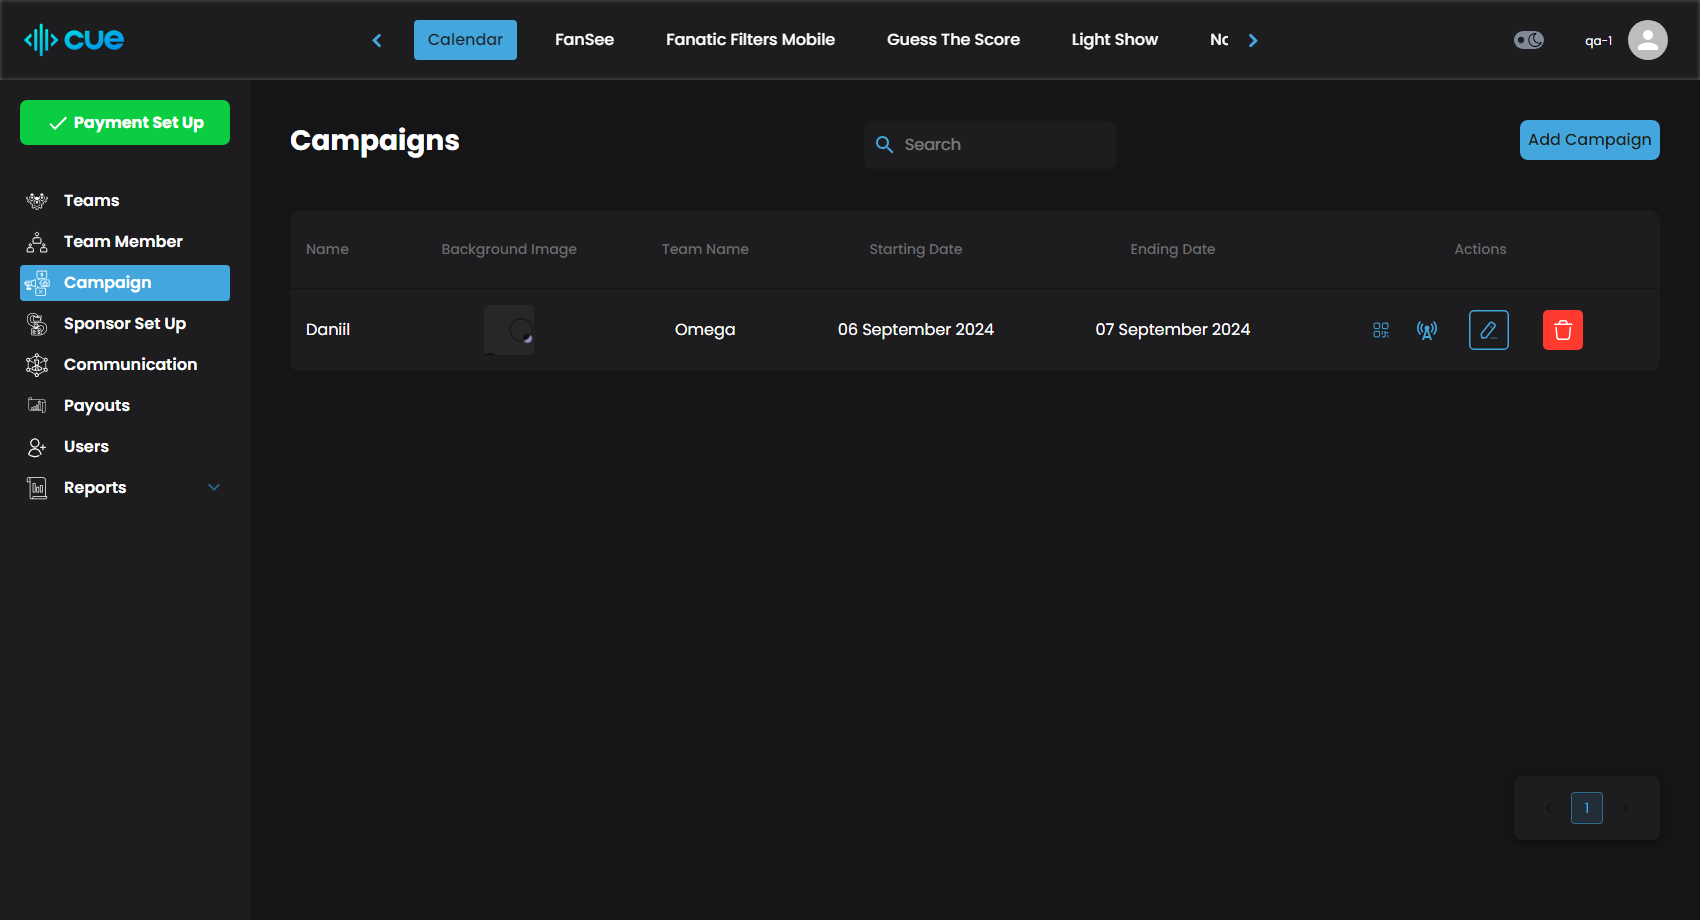 cue
Calendar
FanSee
Fanatic Filters Mobile
Guess The Score
Light Show
qa-1
Payment Set Up
Teams
Team Member
Campaign
Sponsor Set Up
Communication
Payouts
Users
Reports
Campaigns
Search
Add Campaign
Name Background Image Team Name Starting Date Ending Date Actions
Daniil Omega 06 September 2024 07 September 2024
1